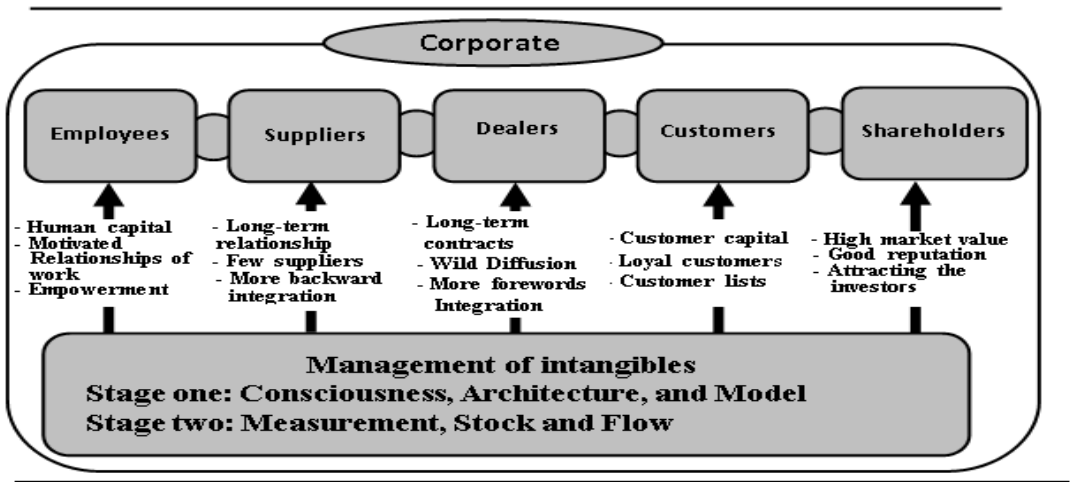 Corporate
Employees
Suppliers
Dealers
Customers
Shareholders
- Human capital
- Motivated
Relationships of
work
- Empowerment
- Long-term
relationship
- Few suppliers
- More backward
integration
- Long-term
contracts
- Wild Diffusion
- More forewords
Integration
· Customer capital
· Loyal customers
· Customer lists
- High market value
- Good reputation
- Attracting the
investors
Management of intangibles
Stage one: Consciousness, Architecture, and Model
Stage two: Measurement, Stock and Flow